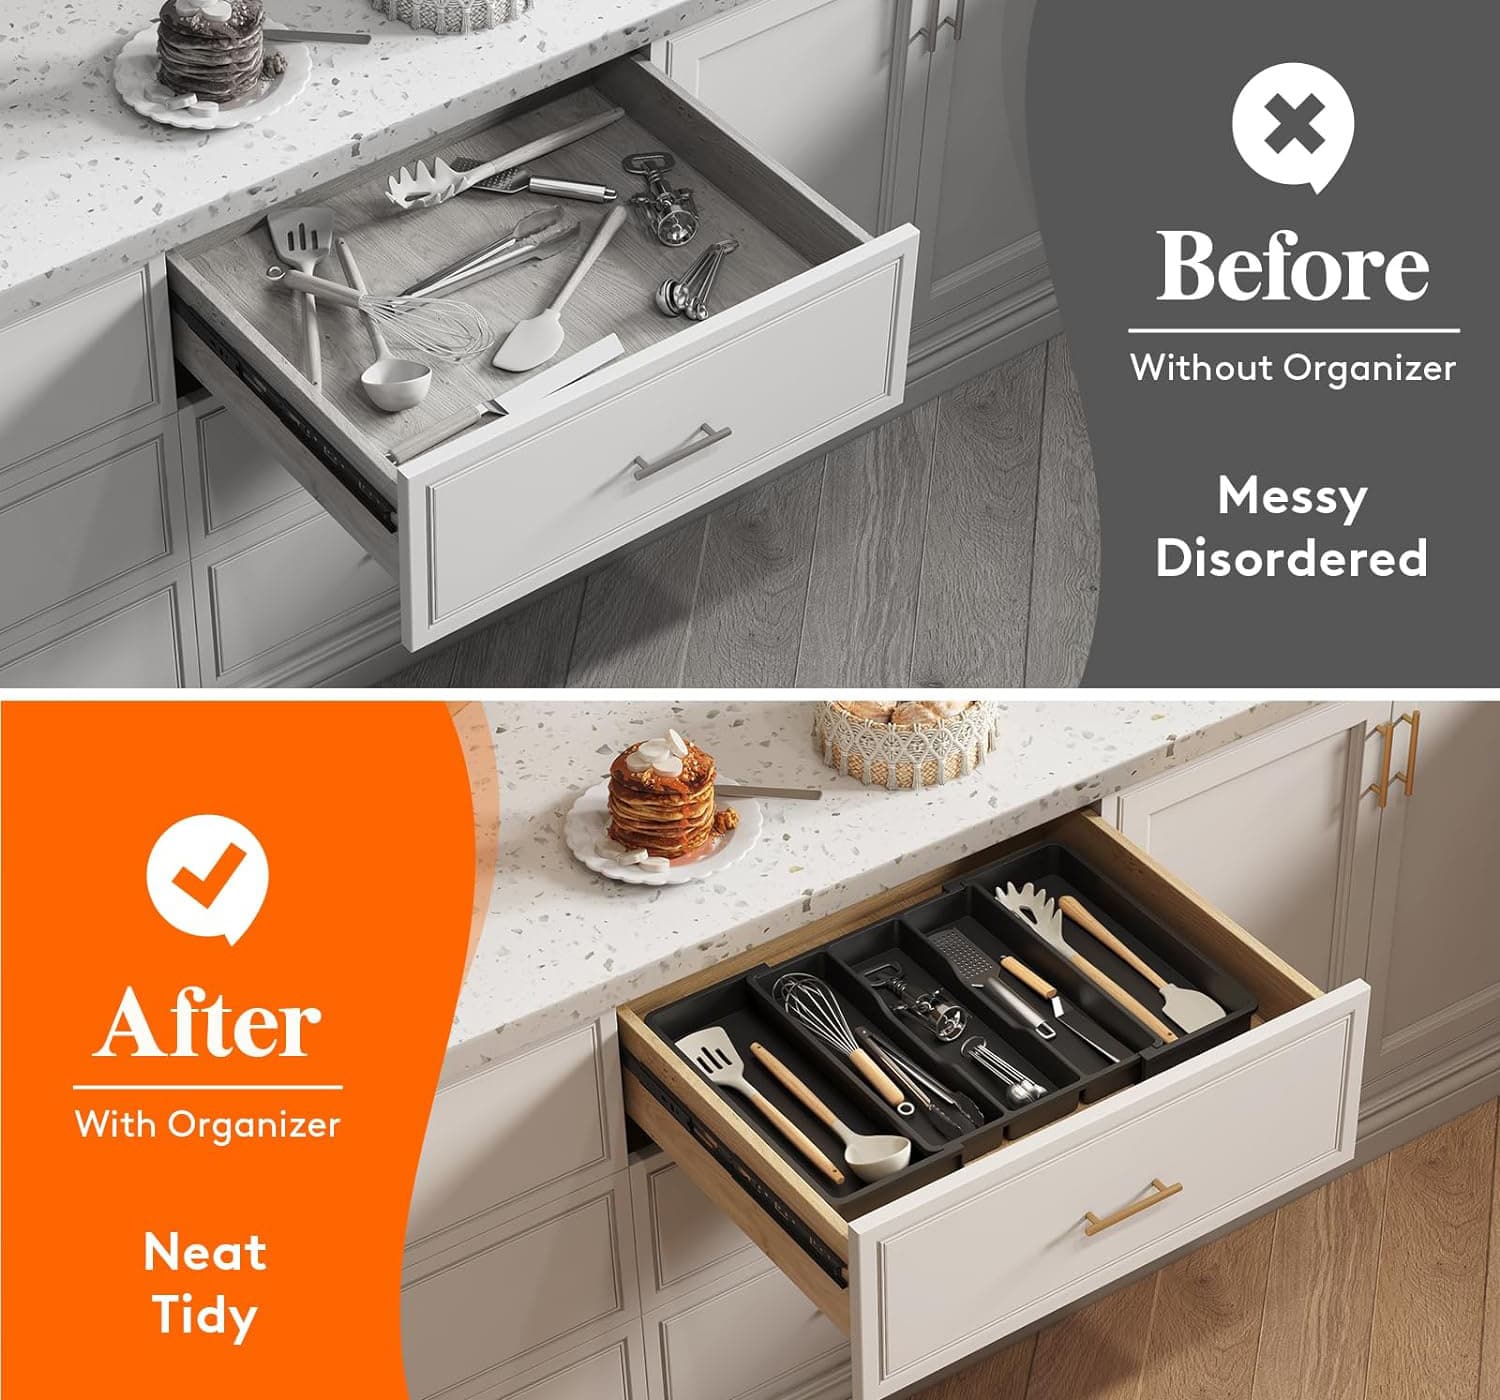 Before
Without Organizer
Messy
Disordered
After
With Organizer
Neat
Tidy